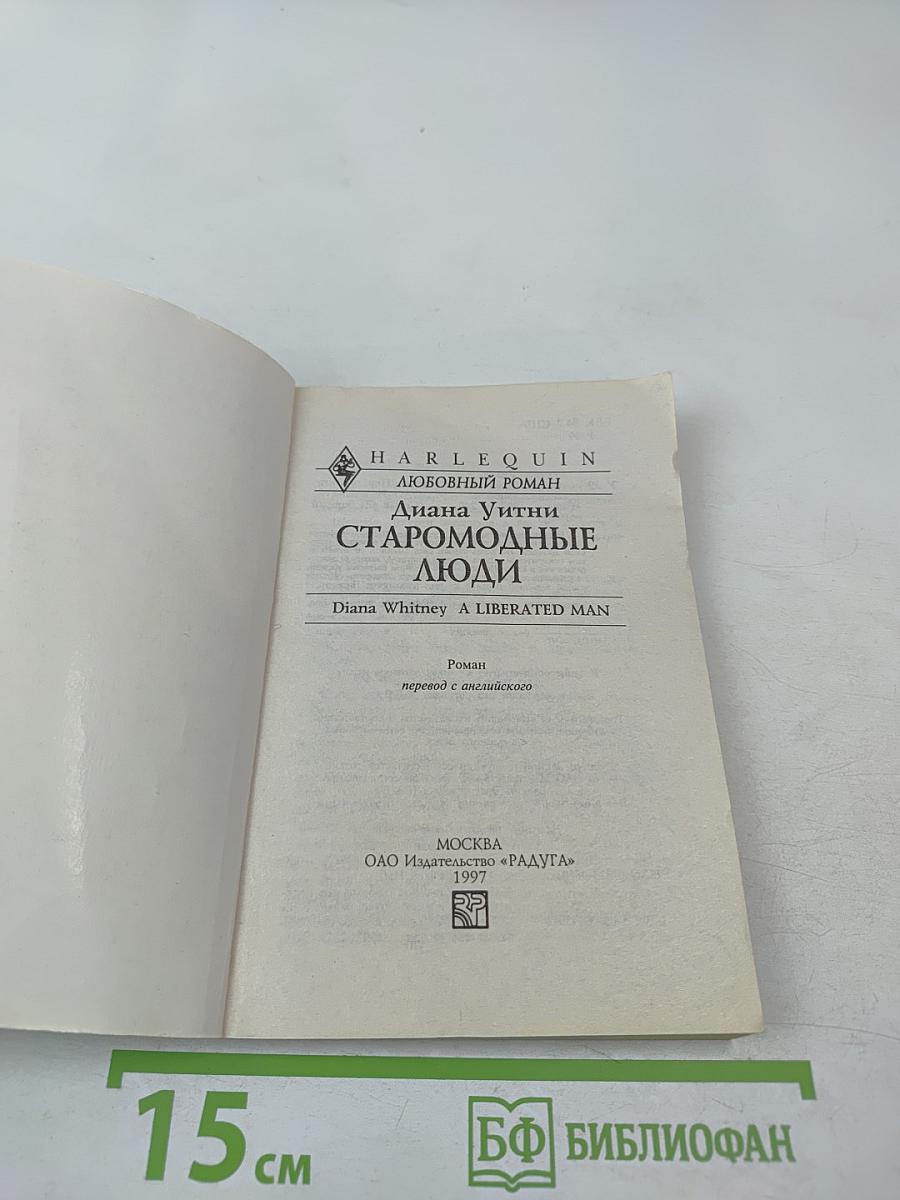 HARLEQUIN
ЛЮБОВНЫЙ РОМАН
Диана Уитни
СТАРОМОДНЫЕ
ЛЮДИ
Diana Whitney A LIBERATED MAN
Роман
перевод с английского
МОСКВА
ОАО Издательство «РАДУГА»
1997
15 см
БФ БИБЛИОФАН